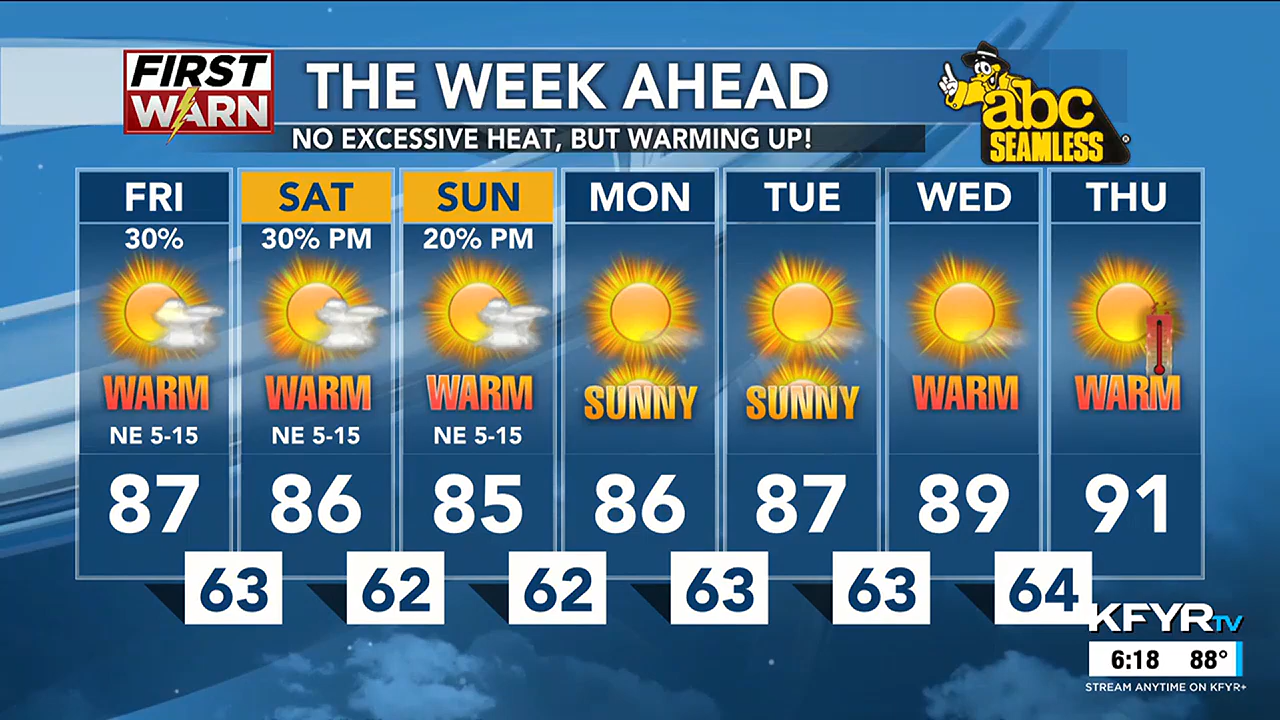 FIRST
WARN
THE WEEK AHEAD
NO EXCESSIVE HEAT, BUT WARMING UP!
abc
SEAMLESS
FRI SAT SUN MON TUE WED THU
30% 30% PM 20% PM
WARM WARM WARM SUNNY SUNNY WARM WARM
NE 5-15 NE 5-15 NE 5-15
87 86 85 86 87 89 91
63 62 62 63 63 64
KFYR TV
6:18 88°
STREAM ANYTIME ON KFYR+